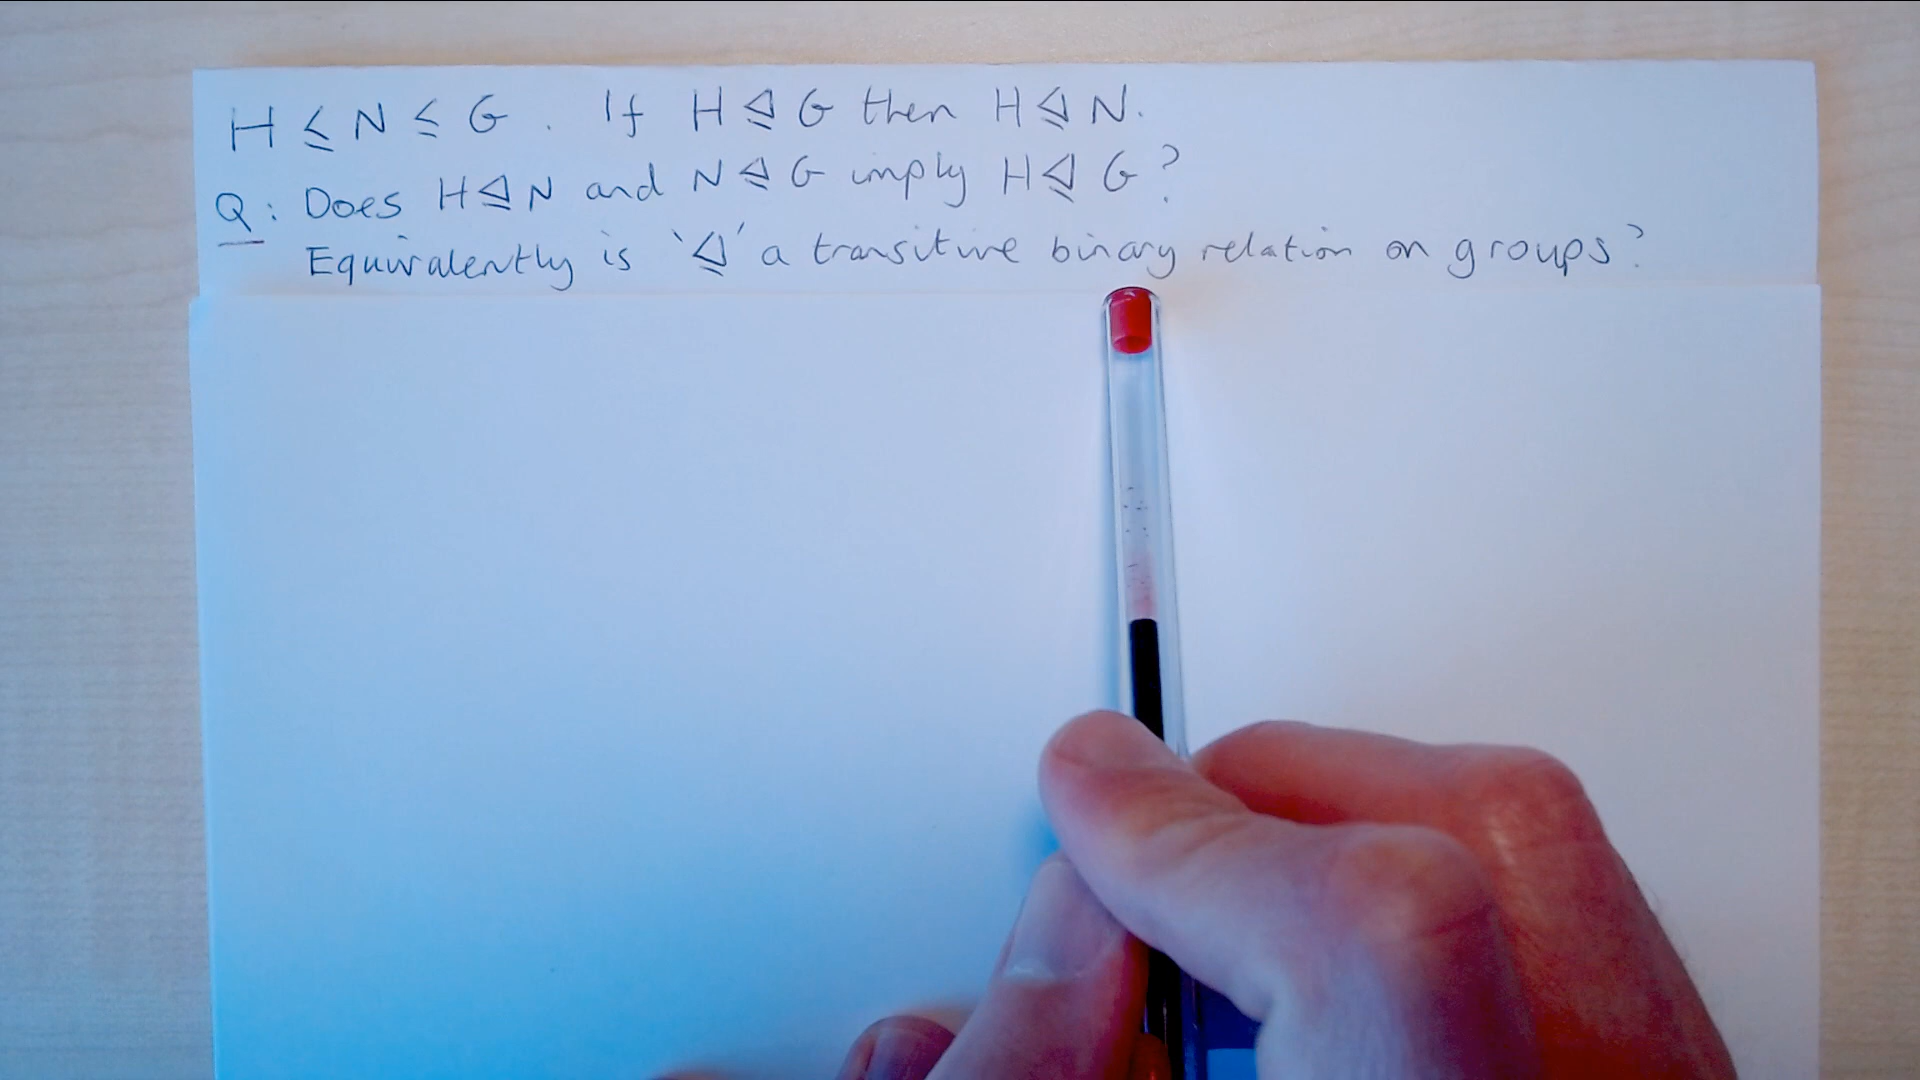 H ≤ N ≤ G. If H ⊴ G then H ⊴ N.
Q: Does H ⊴ N and N ⊴ G imply H ⊴ G?
Equivalently is '⊴' a transitive binary relation on groups?